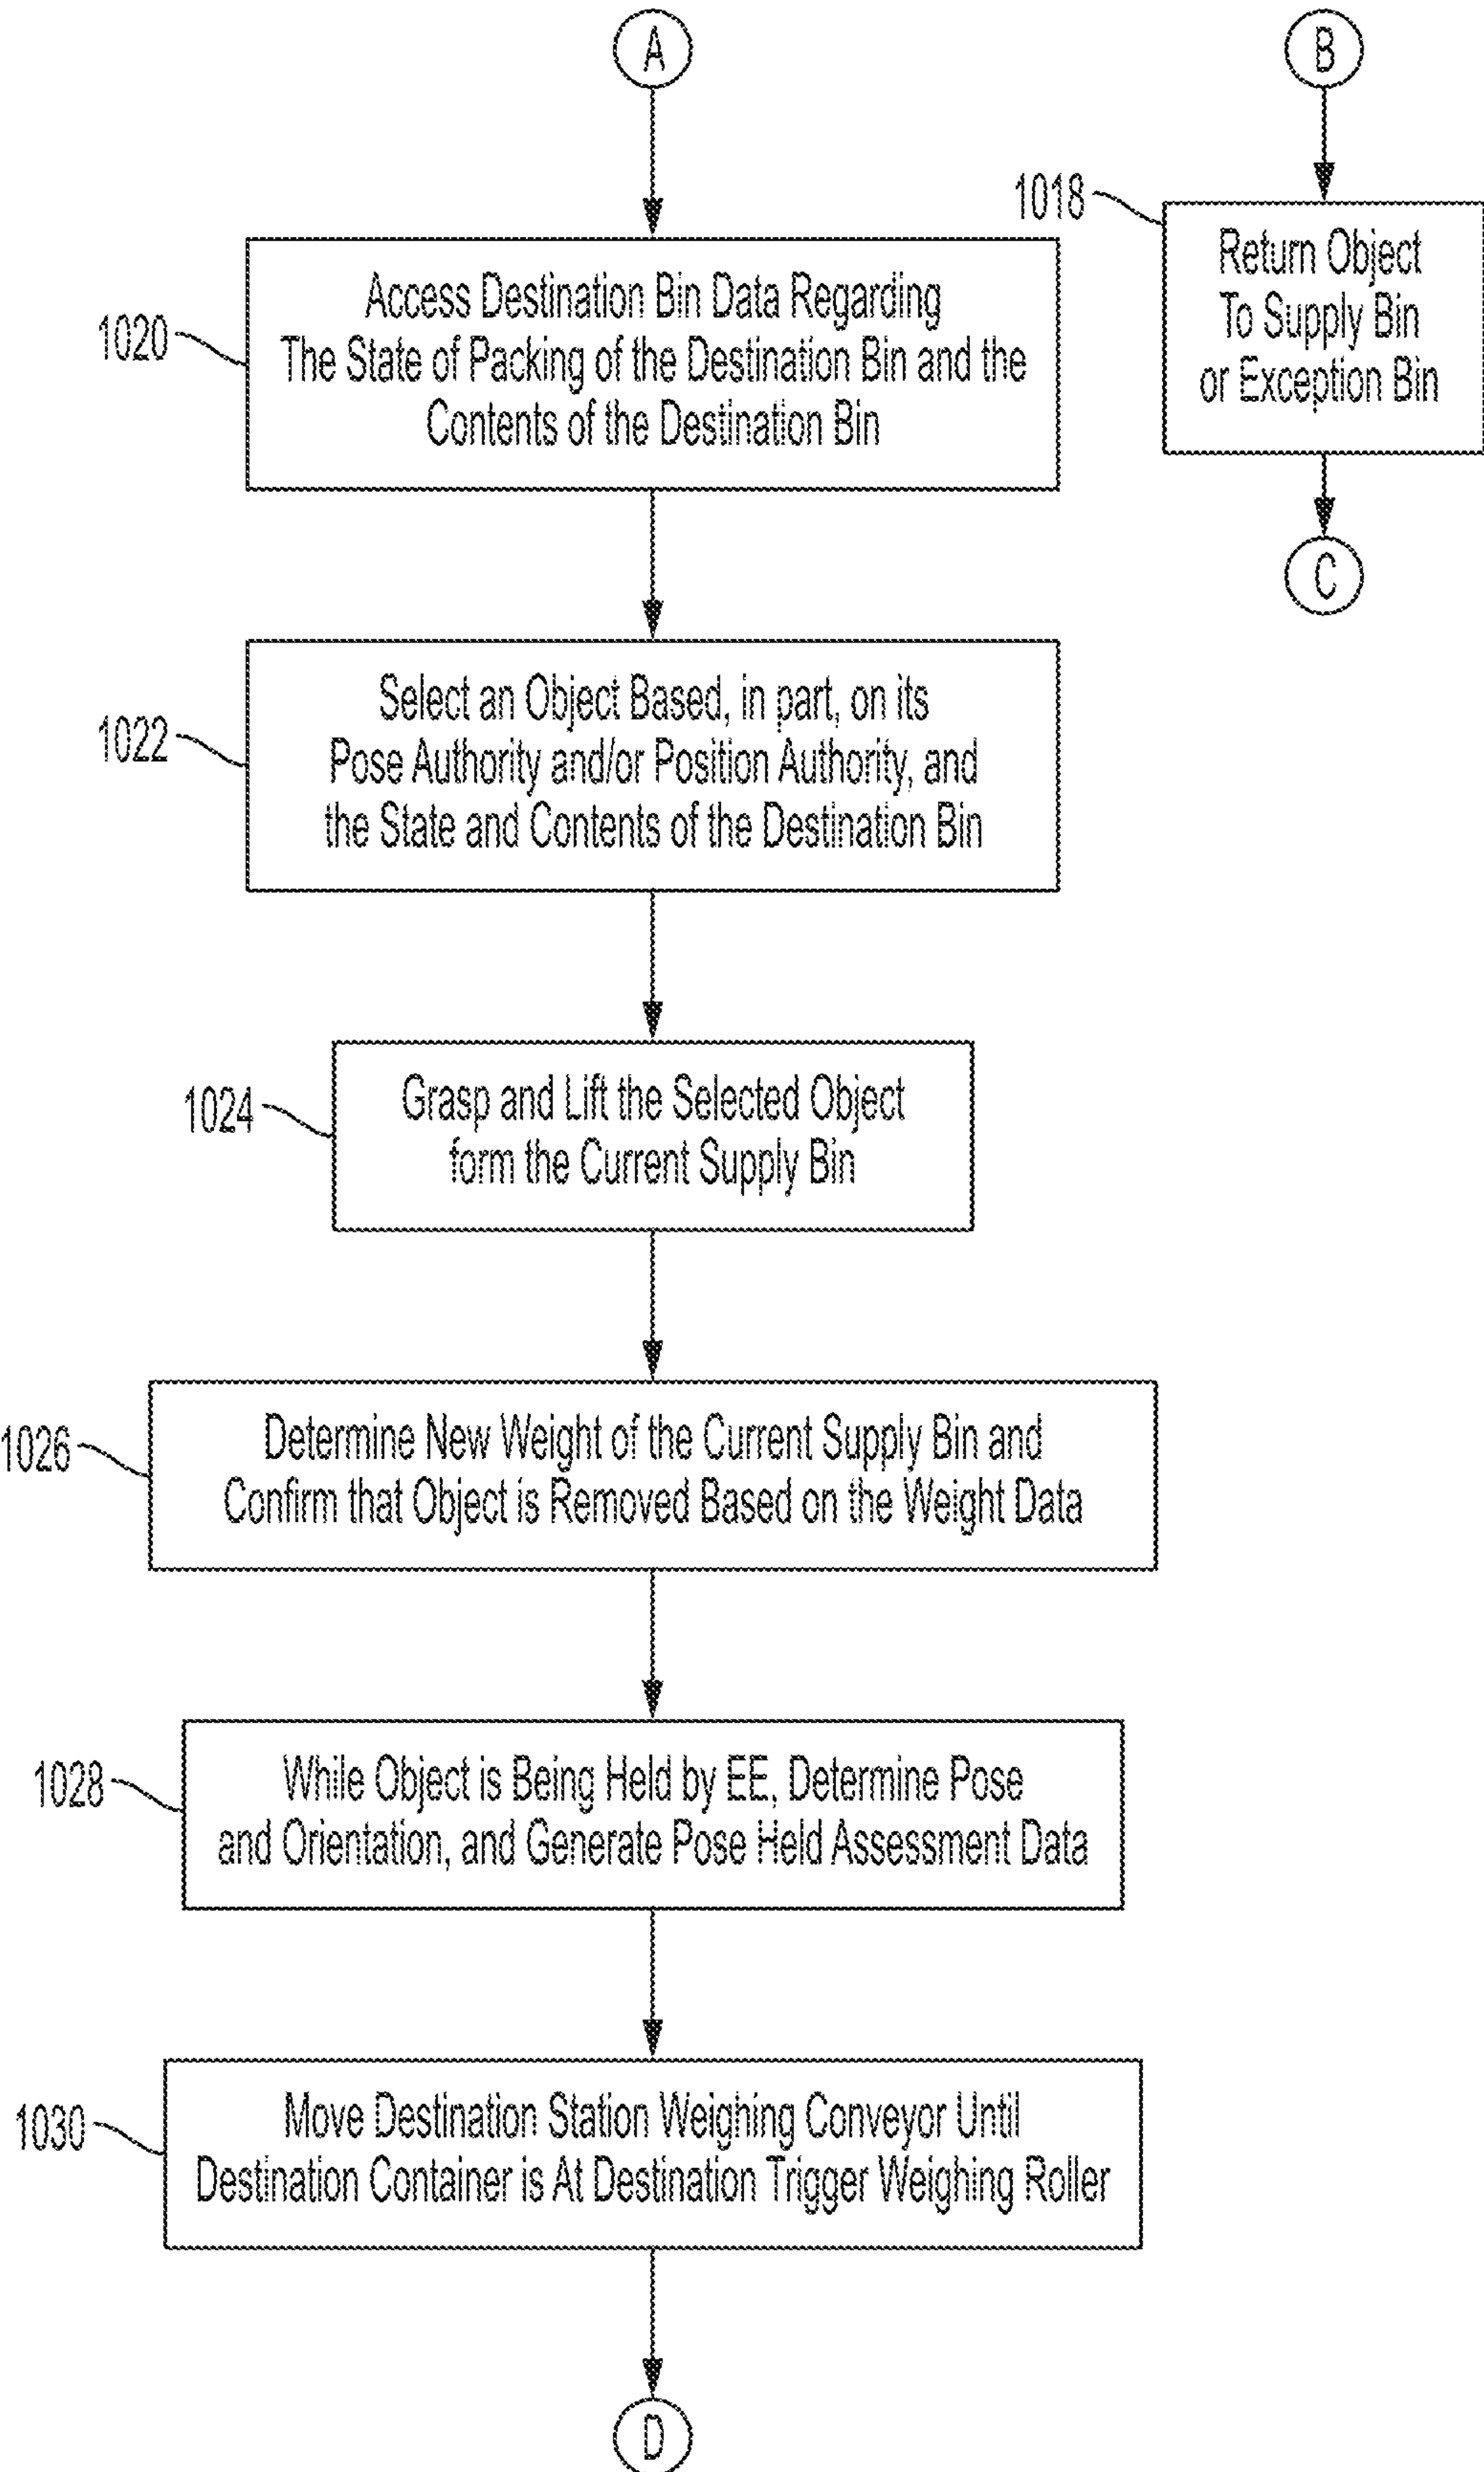 A
1020
Access Destination Bin Data Regarding
The State of Packing of the Destination Bin and the
Contents of the Destination Bin
1022
Select an Object Based, in part, on its
Pose Authority and/or Position Authority, and
the State and Contents of the Destination Bin
1024
Grasp and Lift the Selected Object
form the Current Supply Bin
1026
Determine New Weight of the Current Supply Bin and
Confirm that Object is Removed Based on the Weight Data
1028
While Object is Being Held by EE, Determine Pose
and Orientation, and Generate Pose Held Assessment Data
1030
Move Destination Station Weighing Conveyor Until
Destination Container is At Destination Trigger Weighing Roller
D
B
1018
Return Object
To Supply Bin
or Exception Bin
C